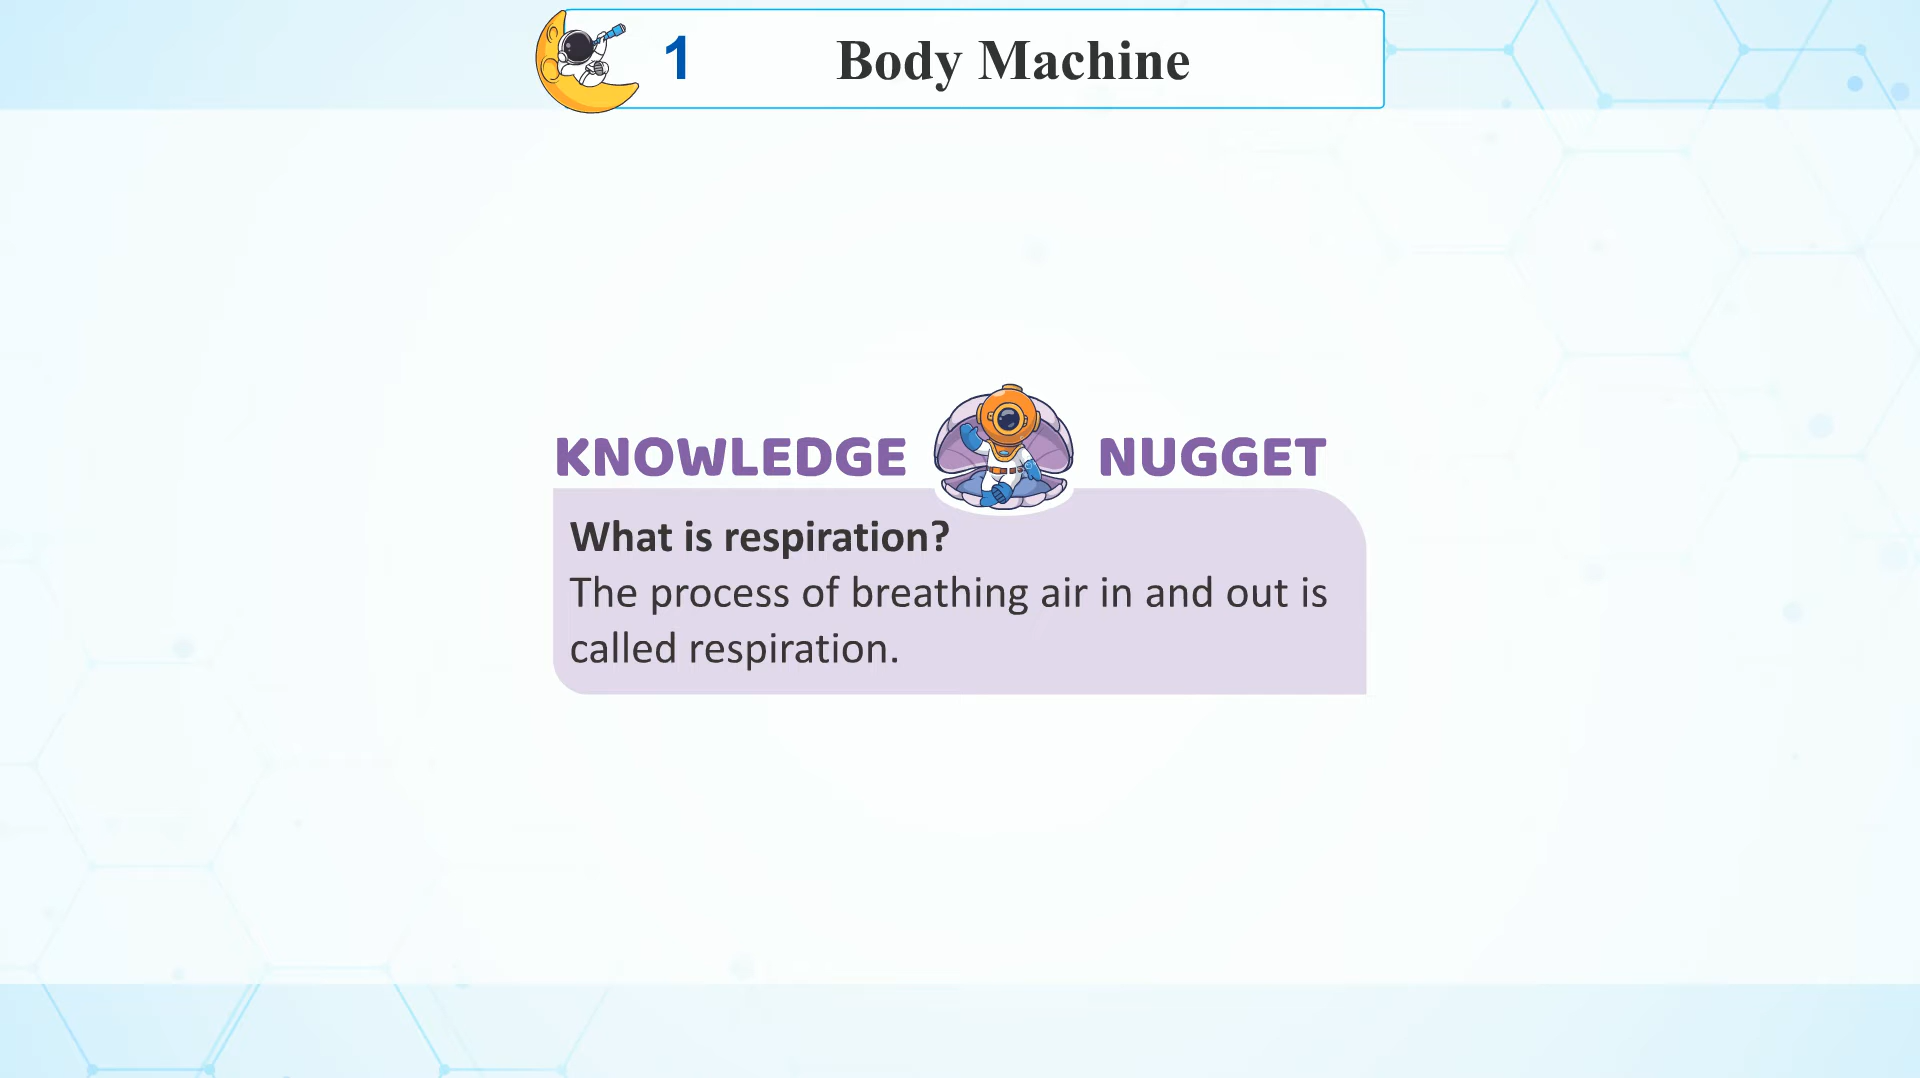 1 Body Machine
KNOWLEDGE NUGGET
What is respiration?
The process of breathing air in and out is
called respiration.